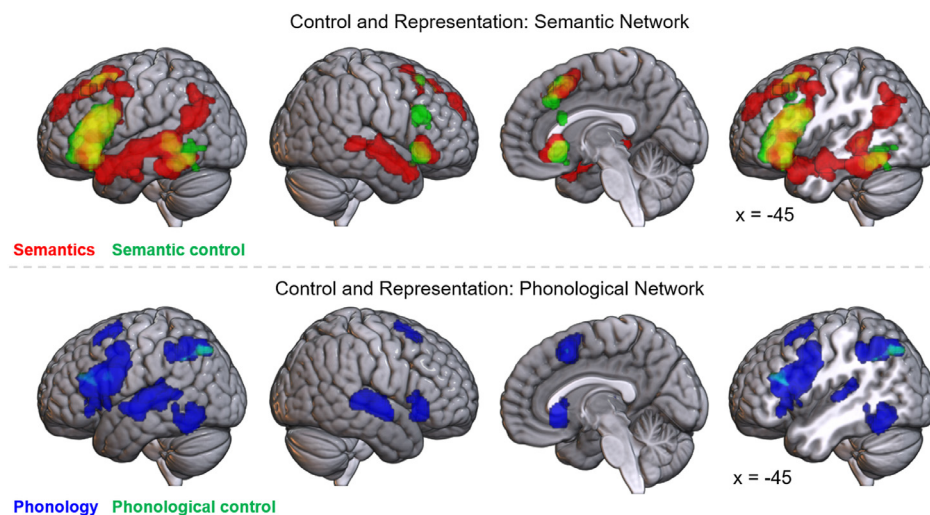 Control and Representation: Semantic Network
x = -45
Semantics Semantic control
Control and Representation: Phonological Network
x = -45
Phonology Phonological control